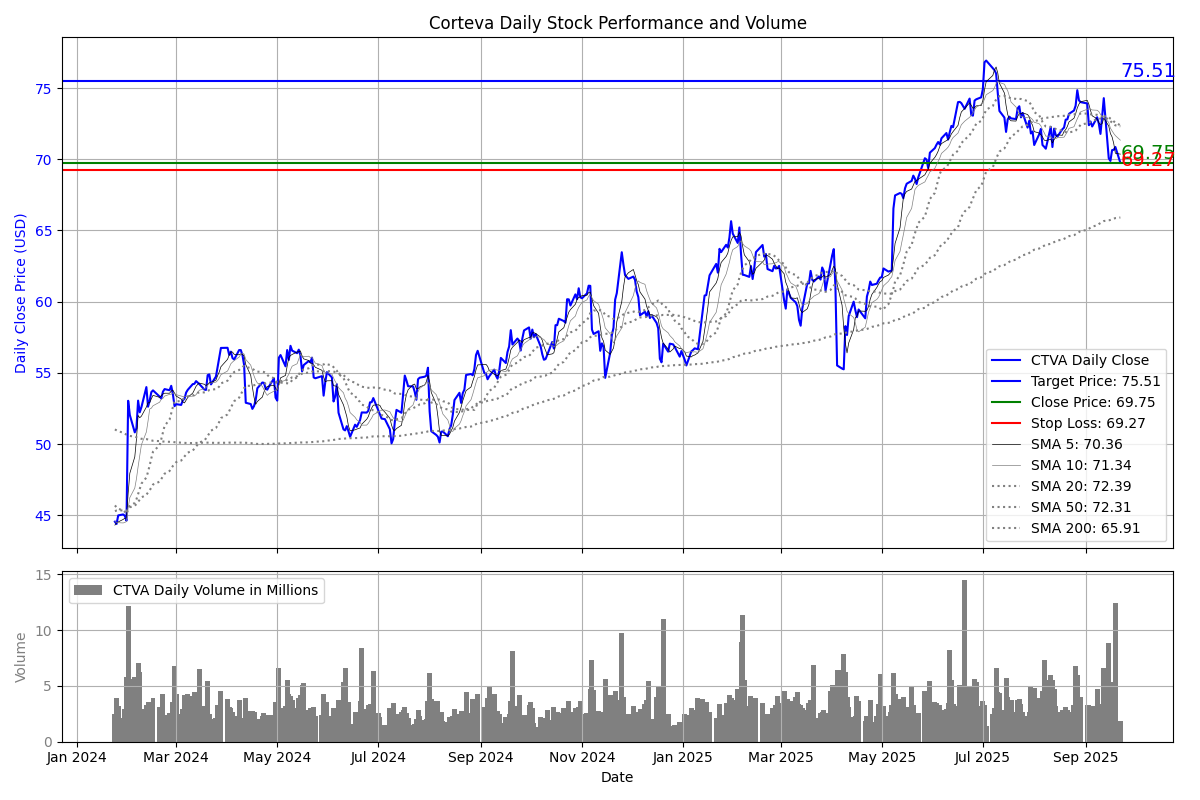 Corteva Daily Stock Performance and Volume
Daily Close Price (USD)
75
70
65
60
55
50
45
75.51
69.75
69.27
CTVA Daily Close
Target Price: 75.51
Close Price: 69.75
Stop Loss: 69.27
SMA 5: 70.36
SMA 10: 71.34
SMA 20: 72.39
SMA 50: 72.31
SMA 200: 65.91
Volume
15
10
5
0
CTVA Daily Volume in Millions
Jan 2024 Mar 2024 May 2024 Jul 2024 Sep 2024 Nov 2024 Jan 2025 Mar 2025 May 2025 Jul 2025 Sep 2025
Date